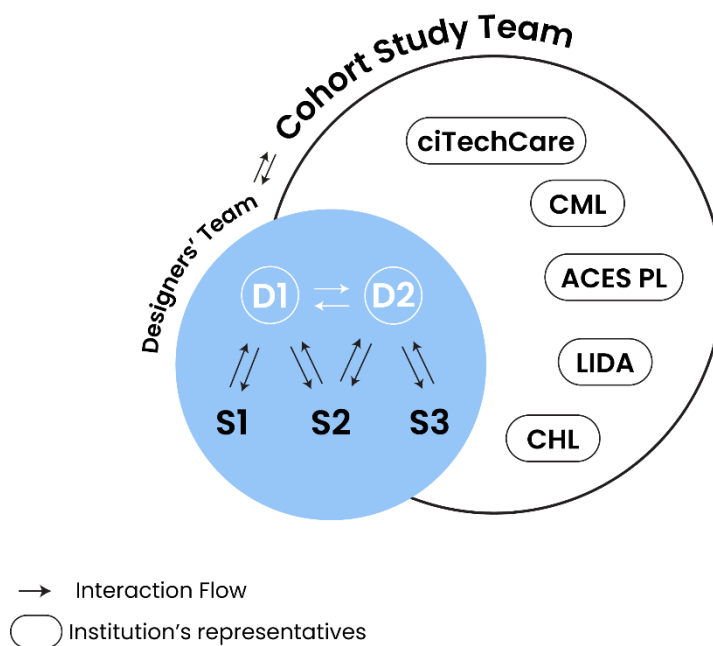 Cohort Study Team
ciTechCare
CML
Designers' Team
ACES PL
D1
D2
LIDA
S1
S2
S3
CHL
Interaction Flow
Institution's representatives